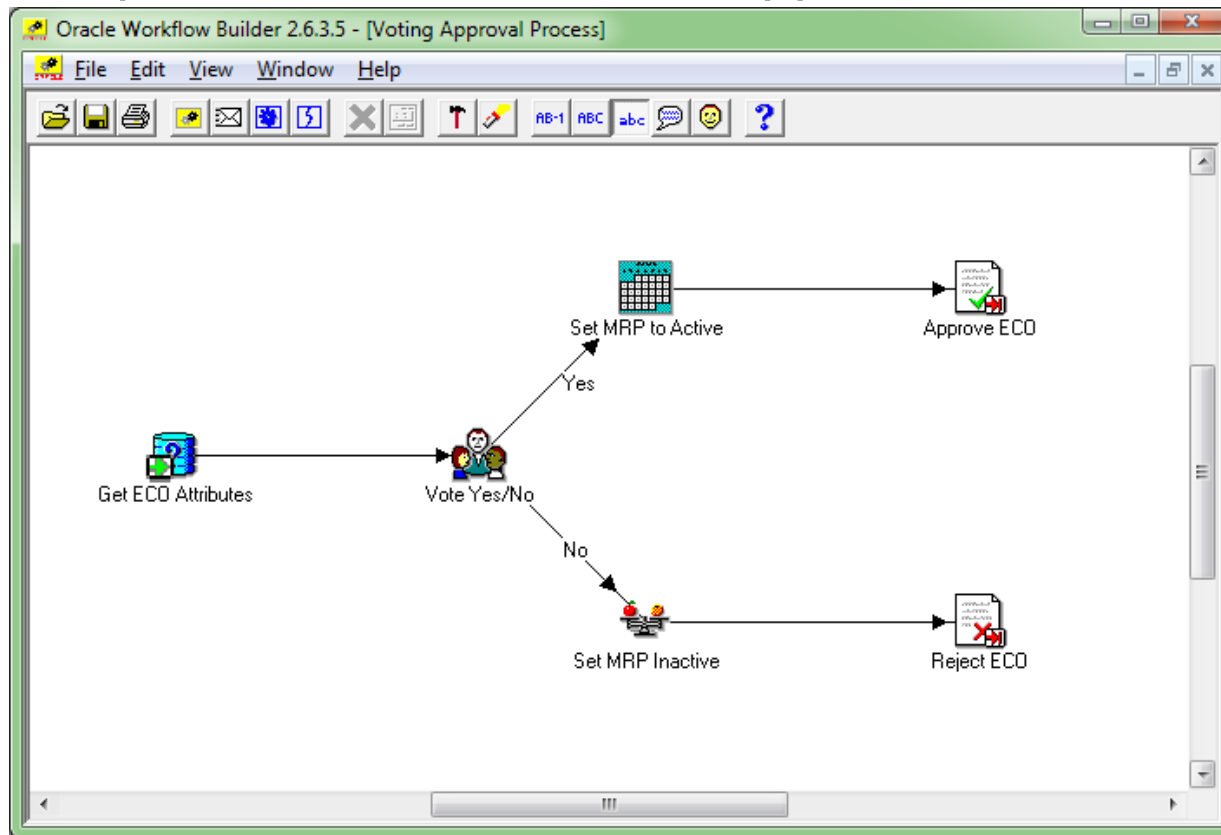 Oracle Workflow Builder 2.6.3.5 - [Voting Approval Process]
File Edit View Window Help
AB-1 ABC abc ?
Set MRP to Active
Approve ECO
Yes
Get ECO Attributes
Vote Yes/No
No
Set MRP Inactive
Reject ECO